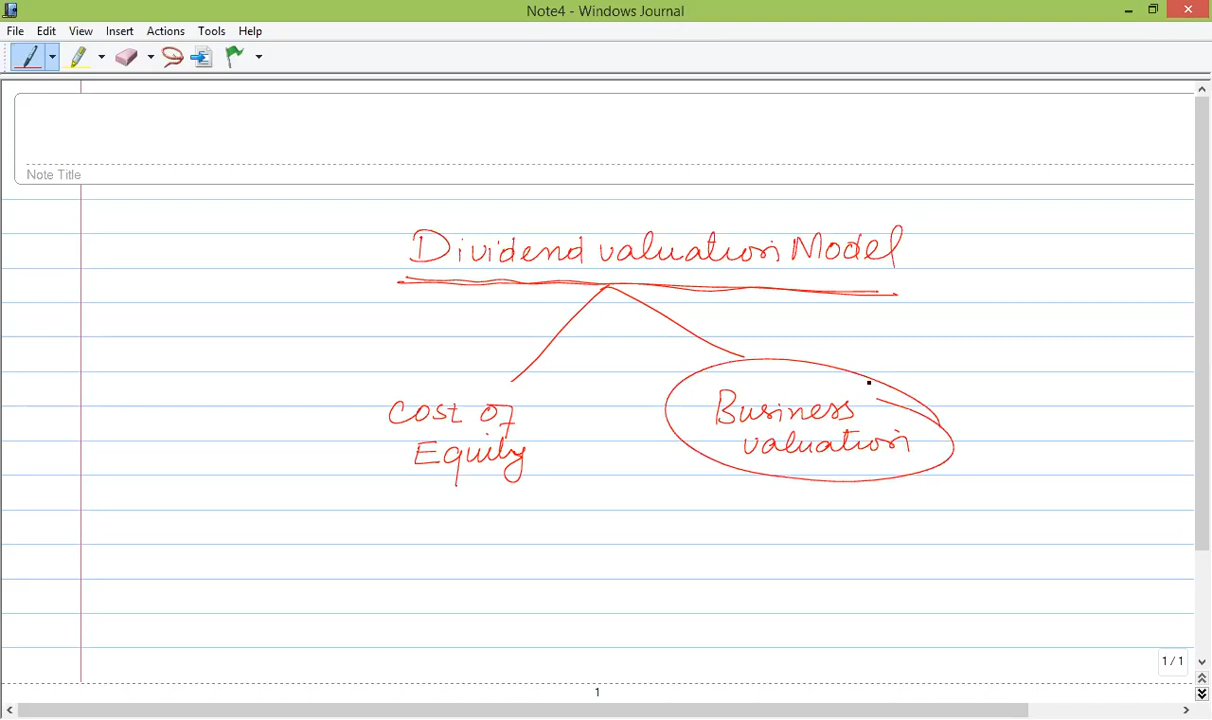 Note4 - Windows Journal
File Edit View Insert Actions Tools Help
Note Title
Dividend valuation Model
Cost of
Equity
Business
valuation
1 / 1
1